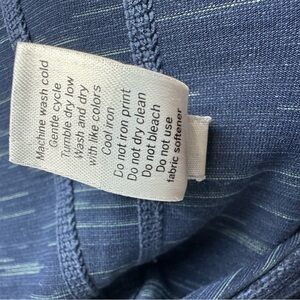 Machine wash cold
Gentle cycle
Tumble dry low
Wash and dry
with like colors
Cool iron
Do not iron print
Do not dry clean
Do not bleach
Do not use
fabric softener